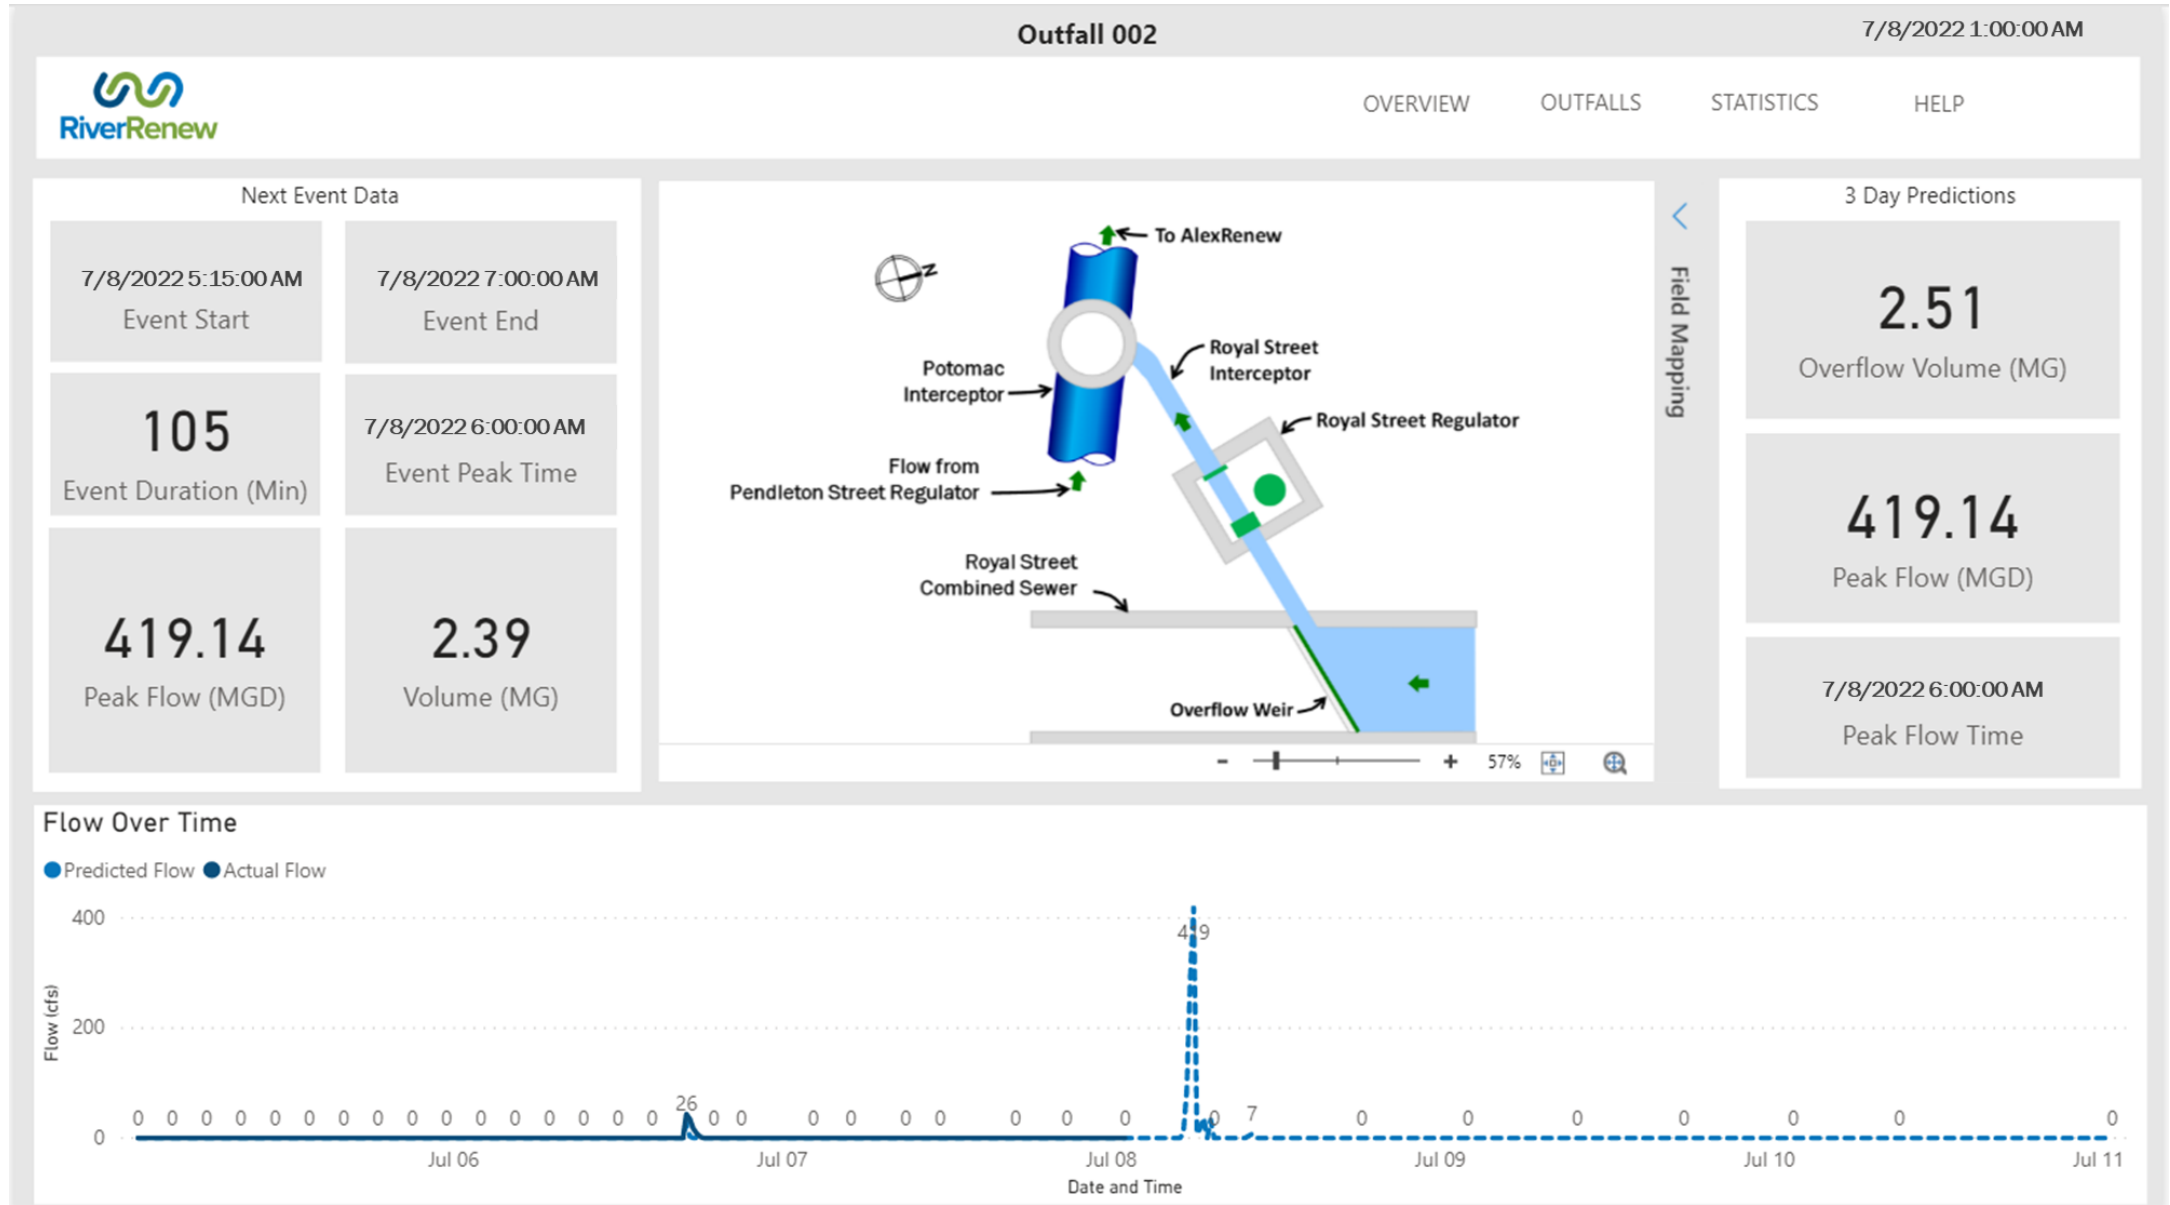 Outfall 002
7/8/2022 1:00:00 AM
RiverRenew
OVERVIEW
OUTFALLS
STATISTICS
HELP
Next Event Data
7/8/2022 5:15:00 AM
Event Start
7/8/2022 7:00:00 AM
Event End
105
Event Duration (Min)
7/8/2022 6:00:00 AM
Event Peak Time
419.14
Peak Flow (MGD)
2.39
Volume (MG)
To AlexRenew
N
Royal Street
Interceptor
Potomac
Interceptor
Royal Street Regulator
Flow from
Pendleton Street Regulator
Royal Street
Combined Sewer
Overflow Weir
- + 57%
Field Mapping
3 Day Predictions
2.51
Overflow Volume (MG)
419.14
Peak Flow (MGD)
7/8/2022 6:00:00 AM
Peak Flow Time
Flow Over Time
Predicted Flow Actual Flow
Flow (cfs)
400
419
200
0 0 0 0 0 0 0 0 0 0 0 0 0 0 0 0 26 0 0 0 0 0 0 0 0 0 0 7 0 0 0 0 0 0 0
0
Jul 06 Jul 07 Jul 08 Jul 09 Jul 10 Jul 11
Date and Time